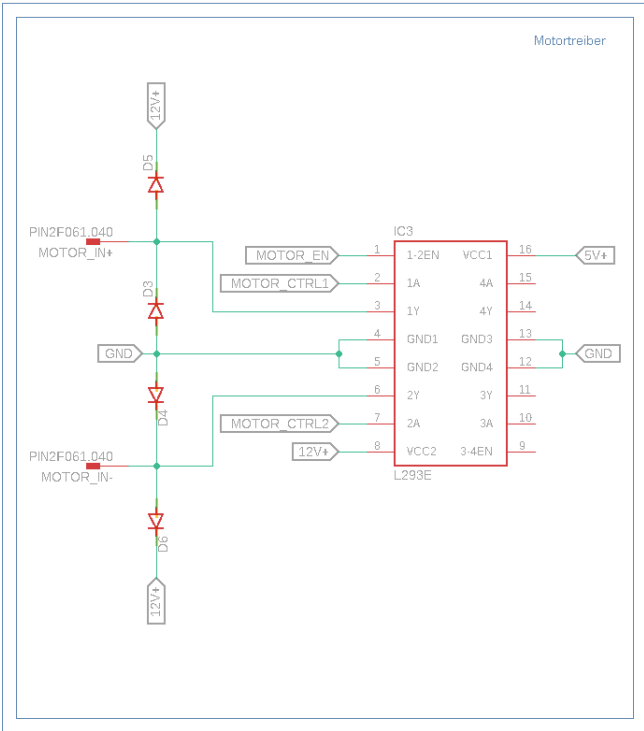 Motortreiber
12V+
D5
PIN2F061.040
MOTOR_IN+
D3
GND
D4
PIN2F061.040
MOTOR_IN-
D6
12V+
IC3
MOTOR_EN 1 1-2EN VCC1 16 5V+
MOTOR_CTRL1 2 1A 4A 15
3 1Y 4Y 14
4 GND1 GND3 13
GND
5 GND2 GND4 12
6 2Y 3Y 11
MOTOR_CTRL2 7 2A 3A 10
12V+ 8 VCC2 3-4EN 9
L293E